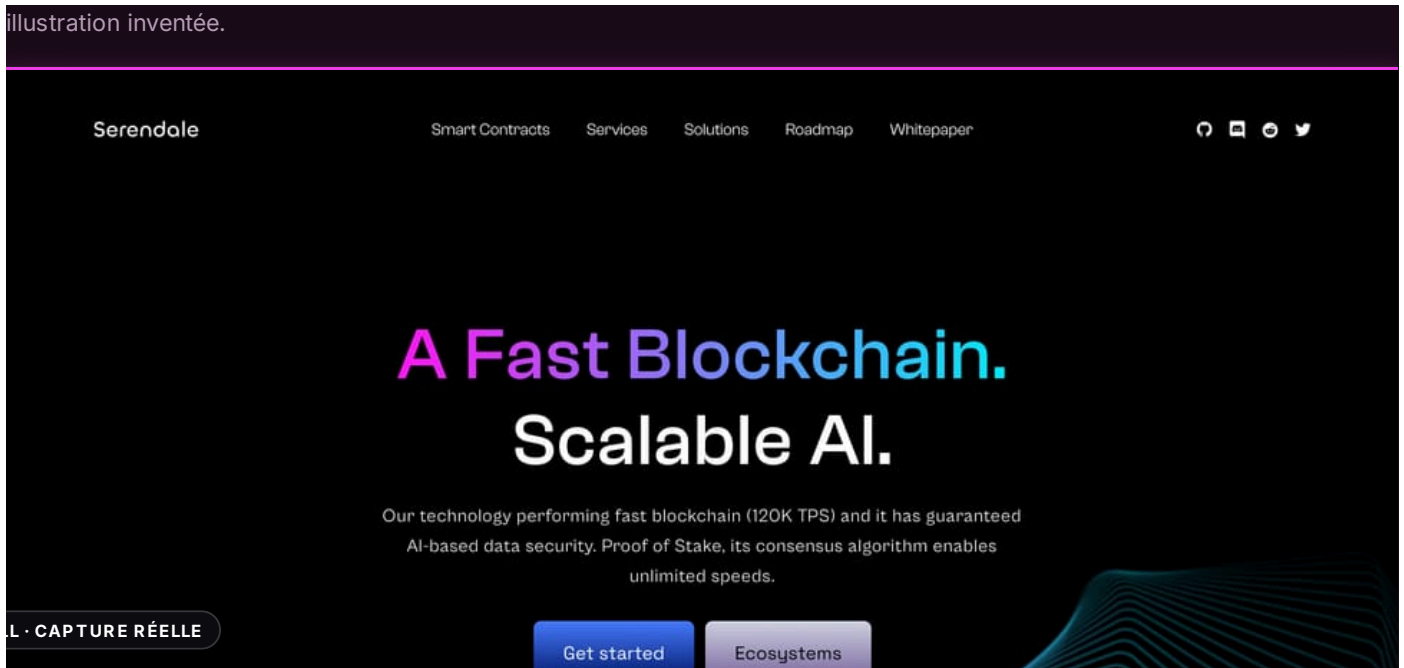 illustration inventée.
Serendale
Smart Contracts
Services
Solutions
Roadmap
Whitepaper
A Fast Blockchain.
Scalable AI.
Our technology performing fast blockchain (120K TPS) and it has guaranteed
AI-based data security. Proof of Stake, its consensus algorithm enables
unlimited speeds.
· CAPTURE RÉELLE
Get started
Ecosystems